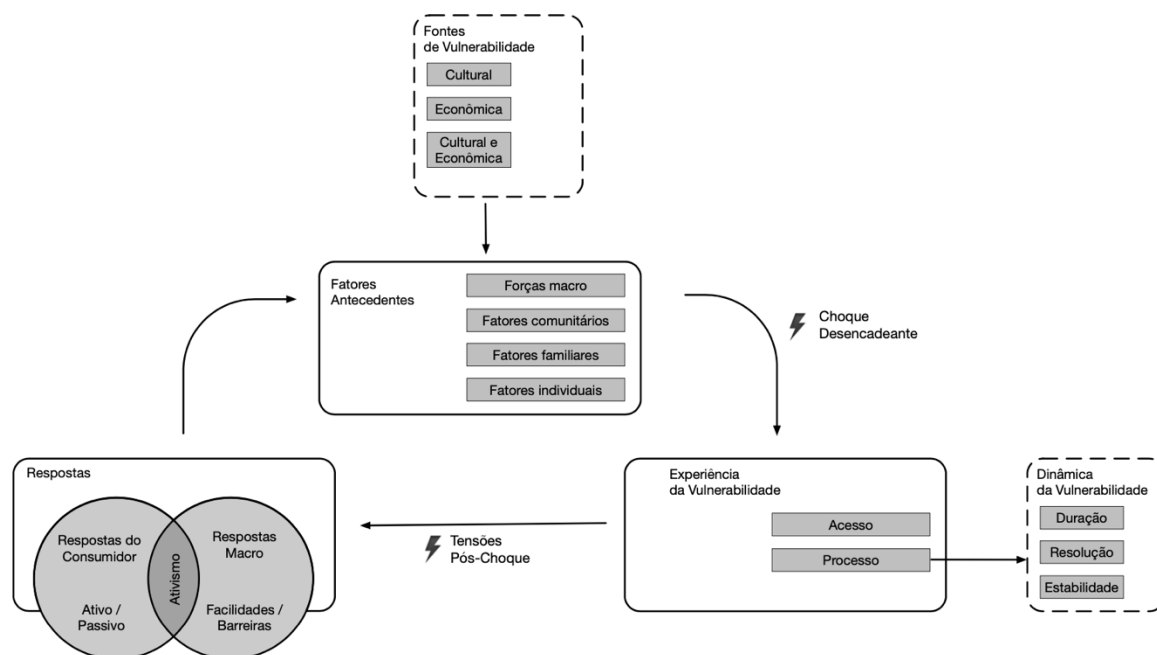 Fontes
de Vulnerabilidade
Cultural
Econômica
Cultural e
Econômica
Fatores
Antecedentes
Forças macro
Fatores comunitários
Fatores familiares
Fatores individuais
Choque
Desencadeante
Respostas
Respostas do
Consumidor
Ativo /
Passivo
Ativismo
Respostas
Macro
Facilidades /
Barreiras
Tensões
Pós-Choque
Experiência
da Vulnerabilidade
Acesso
Processo
Dinâmica
da Vulnerabilidade
Duração
Resolução
Estabilidade